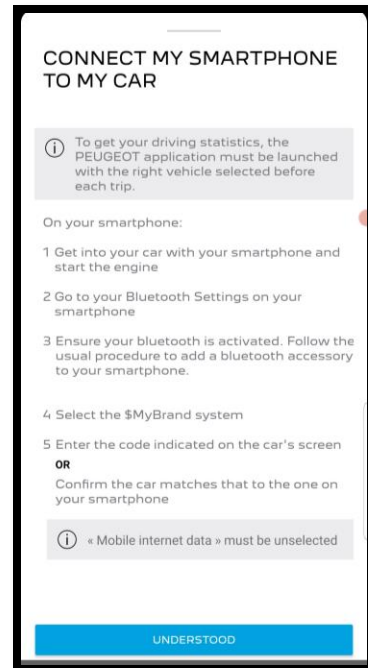 CONNECT MY SMARTPHONE
TO MY CAR
To get your driving statistics, the
PEUGEOT application must be launched
with the right vehicle selected before
each trip.
On your smartphone:
1 Get into your car with your smartphone and
start the engine
2 Go to your Bluetooth Settings on your
smartphone
3 Ensure your bluetooth is activated. Follow the
usual procedure to add a bluetooth accessory
to your smartphone.
4 Select the $MyBrand system
5 Enter the code indicated on the car's screen
OR
Confirm the car matches that to the one on
your smartphone
« Mobile internet data » must be unselected
UNDERSTOOD